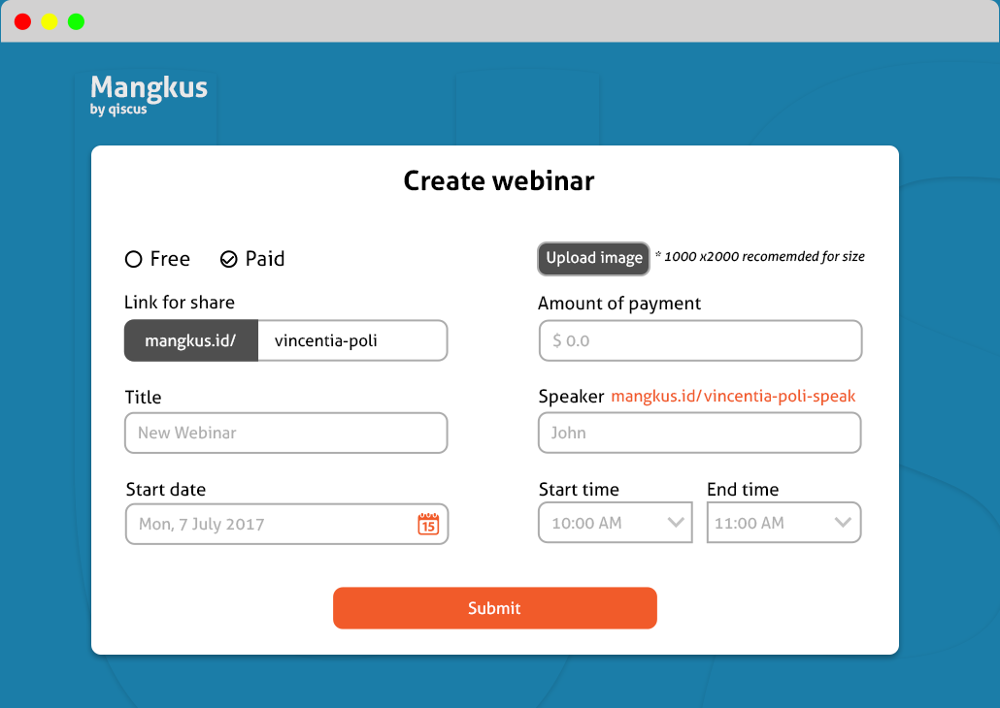 Mangkus
by qiscus
Create webinar
Free
Paid
Upload image
* 1000 x2000 recomemded for size
Link for share
mangkus.id/
vincentia-poli
Amount of payment
$ 0.0
Title
New Webinar
Speaker mangkus.id/vincentia-poli-speak
John
Start date
Mon, 7 July 2017
15
Start time
10:00 AM
End time
11:00 AM
Submit